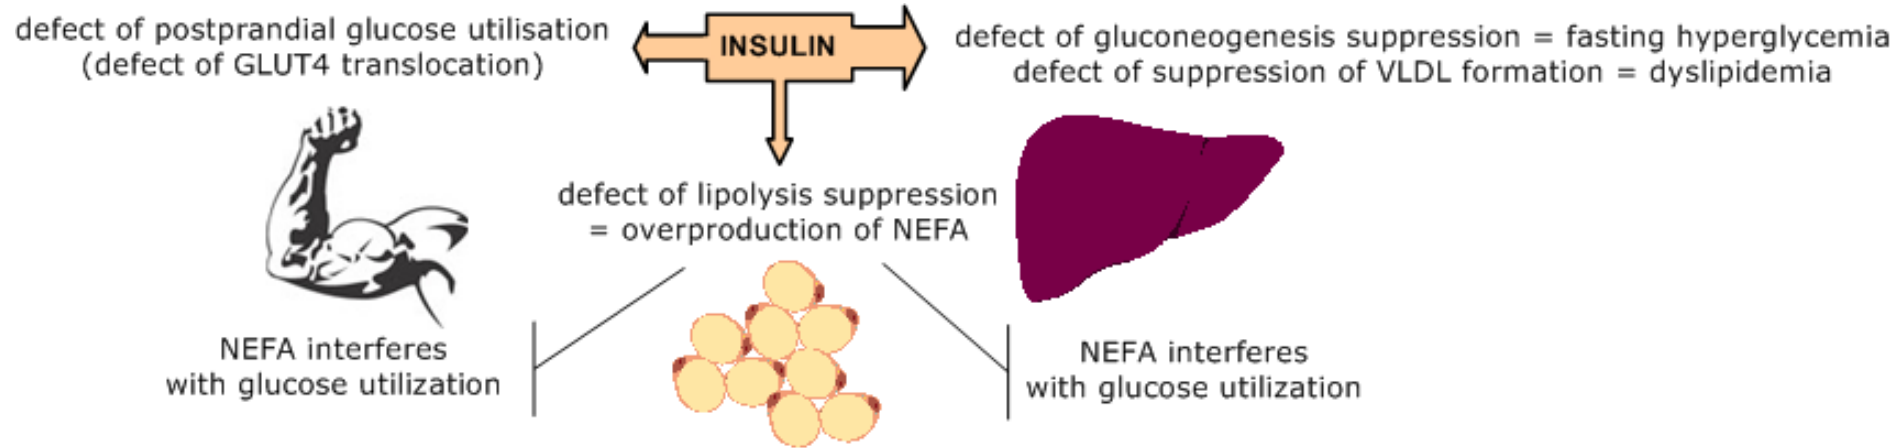 defect of postprandial glucose utilisation
(defect of GLUT4 translocation)
INSULIN
defect of gluconeogenesis suppression = fasting hyperglycemia
defect of suppression of VLDL formation = dyslipidemia
defect of lipolysis suppression
= overproduction of NEFA
NEFA interferes
with glucose utilization
NEFA interferes
with glucose utilization